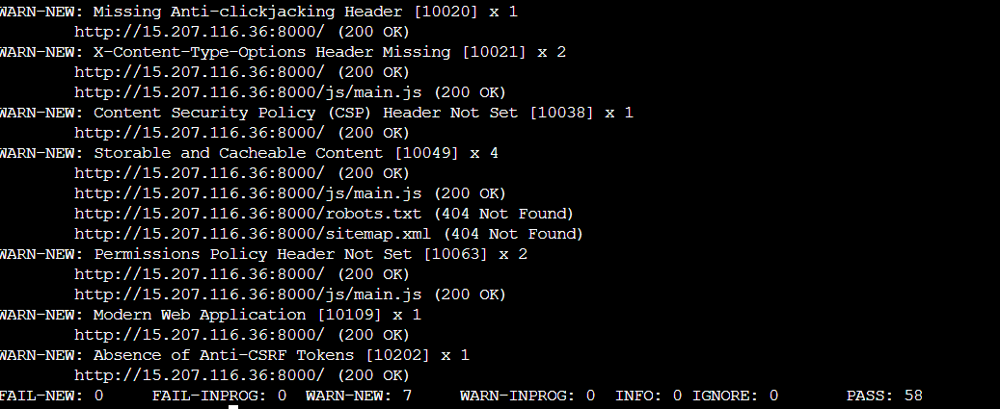 WARN-NEW: Missing Anti-clickjacking Header [10020] x 1
http://15.207.116.36:8000/ (200 OK)
WARN-NEW: X-Content-Type-Options Header Missing [10021] x 2
http://15.207.116.36:8000/ (200 OK)
http://15.207.116.36:8000/js/main.js (200 OK)
WARN-NEW: Content Security Policy (CSP) Header Not Set [10038] x 1
http://15.207.116.36:8000/ (200 OK)
WARN-NEW: Storable and Cacheable Content [10049] x 4
http://15.207.116.36:8000/ (200 OK)
http://15.207.116.36:8000/js/main.js (200 OK)
http://15.207.116.36:8000/robots.txt (404 Not Found)
http://15.207.116.36:8000/sitemap.xml (404 Not Found)
WARN-NEW: Permissions Policy Header Not Set [10063] x 2
http://15.207.116.36:8000/ (200 OK)
http://15.207.116.36:8000/js/main.js (200 OK)
WARN-NEW: Modern Web Application [10109] x 1
http://15.207.116.36:8000/ (200 OK)
WARN-NEW: Absence of Anti-CSRF Tokens [10202] x 1
http://15.207.116.36:8000/ (200 OK)
FAIL-NEW: 0 FAIL-INPROG: 0 WARN-NEW: 7 WARN-INPROG: 0 INFO: 0 IGNORE: 0 PASS: 58